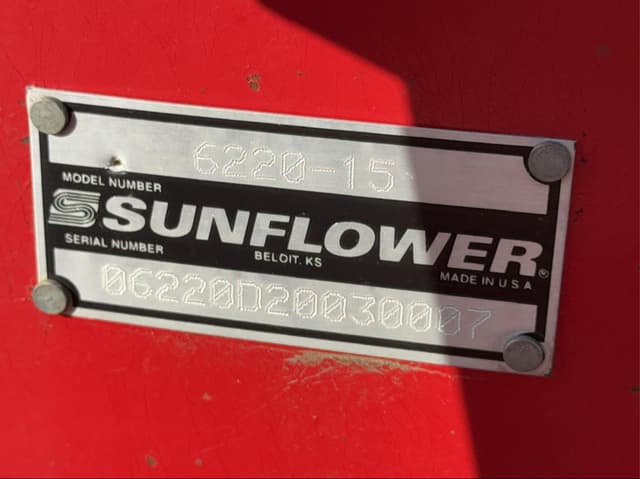 6220-15
MODEL NUMBER
SUNFLOWER®
SERIAL NUMBER
BELOIT, KS
MADE IN U.S.A
06220D20030007